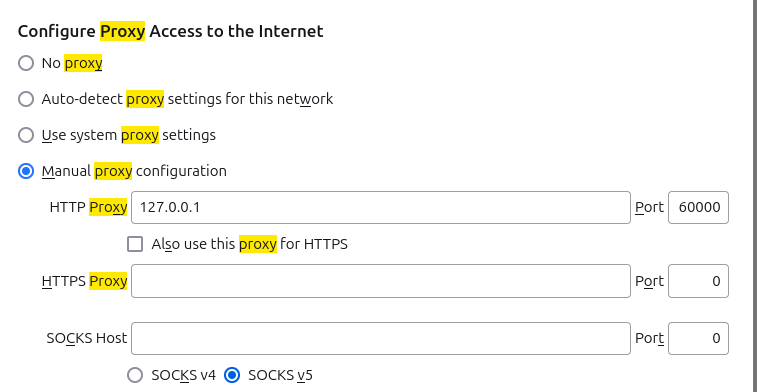 Configure Proxy Access to the Internet
No proxy
Auto-detect proxy settings for this network
Use system proxy settings
Manual proxy configuration
HTTP Proxy 127.0.0.1 Port 60000
Also use this proxy for HTTPS
HTTPS Proxy Port 0
SOCKS Host Port 0
SOCKS v4 SOCKS v5